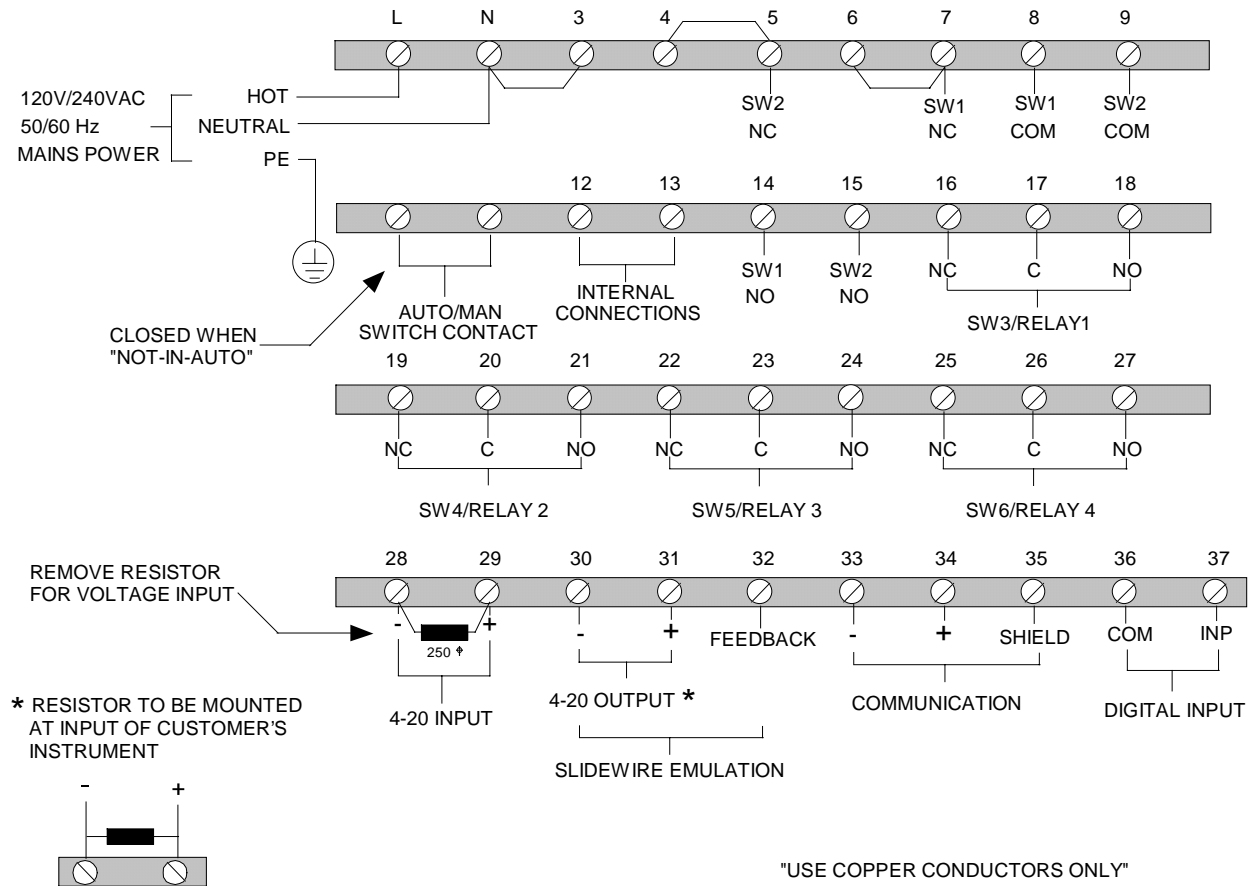 L N 3 4 5 6 7 8 9
120V/240VAC
50/60 Hz
MAINS POWER
HOT
NEUTRAL
PE
SW2
NC
SW1
NC
SW1
COM
SW2
COM
12 13 14 15 16 17 18
CLOSED WHEN
"NOT-IN-AUTO"
AUTO/MAN
SWITCH CONTACT
INTERNAL
CONNECTIONS
SW1
NO
SW2
NO
NC C NO
SW3/RELAY1
19 20 21 22 23 24 25 26 27
NC C NO NC C NO NC C NO
SW4/RELAY 2 SW5/RELAY 3 SW6/RELAY 4
28 29 30 31 32 33 34 35 36 37
REMOVE RESISTOR
FOR VOLTAGE INPUT
- + - + FEEDBACK - + SHIELD COM INP
250 ⌽
4-20 INPUT
4-20 OUTPUT *
COMMUNICATION
DIGITAL INPUT
SLIDEWIRE EMULATION
* RESISTOR TO BE MOUNTED
AT INPUT OF CUSTOMER'S
INSTRUMENT
- +
"USE COPPER CONDUCTORS ONLY"